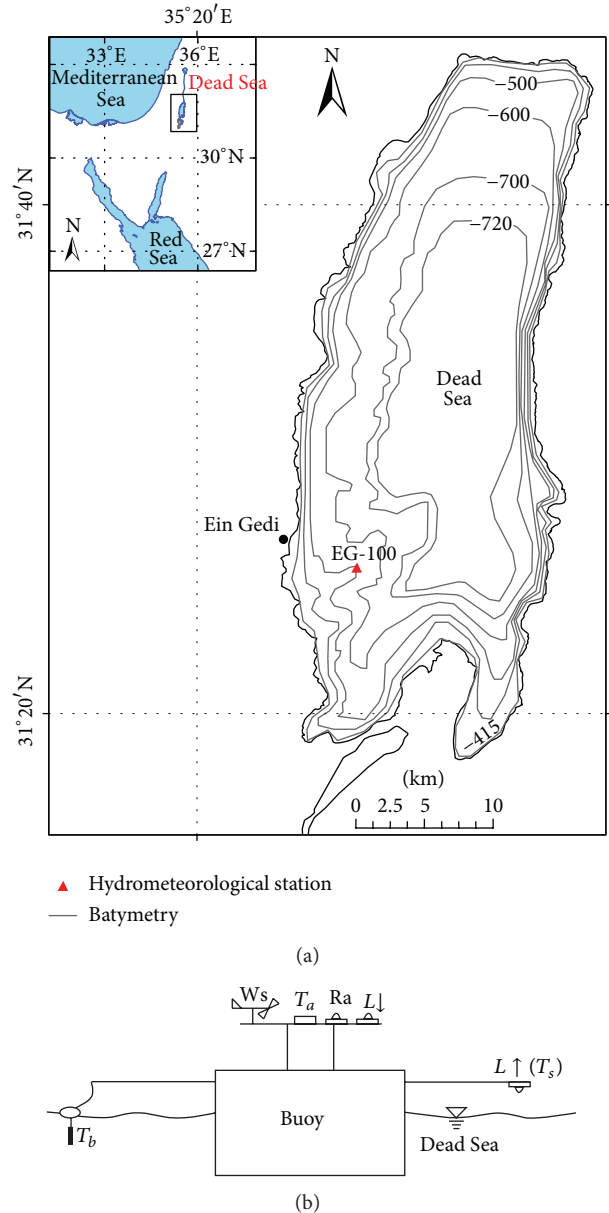 35°20′E
33°E
36°E
Mediterranean
Sea
Dead Sea
30°N
N
Red
Sea
27°N
N
−500
−600
−700
−720
31°40′N
Dead
Sea
Ein Gedi
EG-100
31°20′N
−415
(km)
0 2.5 5 10
Hydrometeorological station
Batymetry
(a)
Ws
Ta
Ra
L↓
L ↑ (Ts)
Buoy
Tb
Dead Sea
(b)